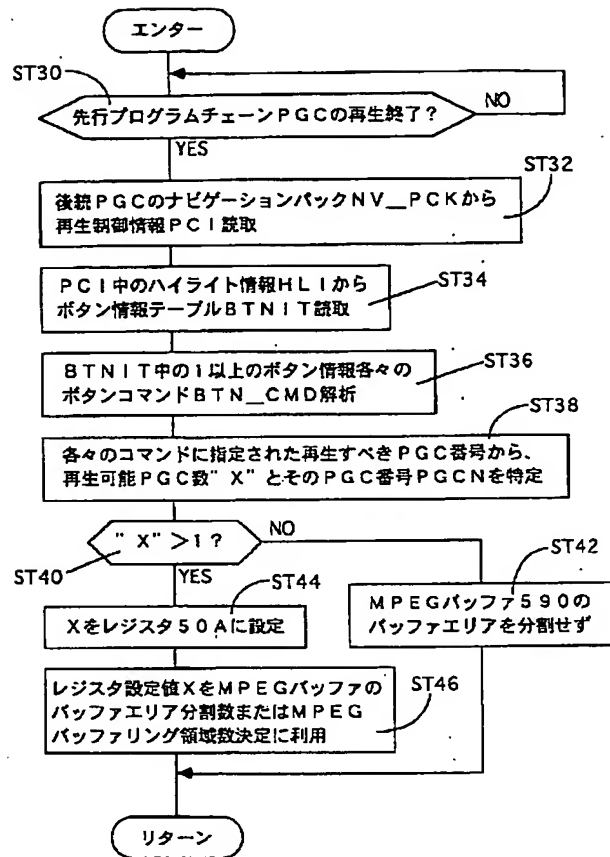 エンター
ST30
先行プログラムチェーンPGCの再生終了？
NO
YES
ST32
後続PGCのナビゲーションパックNV__PCKから
再生制御情報PCI読取
ST34
PCI中のハイライト情報HLIから
ボタン情報テーブルBTNIT読取
ST36
BTNIT中の1以上のボタン情報各々の
ボタンコマンドBTN__CMD解析
ST38
各々のコマンドに指定された再生すべきPGC番号から、
再生可能PGC数"X"とそのPGC番号PGCNを特定
"X">1?
NO
ST40
YES
ST42
MPEGバッファ590の
バッファエリアを分割せず
ST44
Xをレジスタ50Aに設定
レジスタ設定値XをMPEGバッファの
バッファエリア分割数またはMPEG
バッファリング領域数決定に利用
ST46
リターン